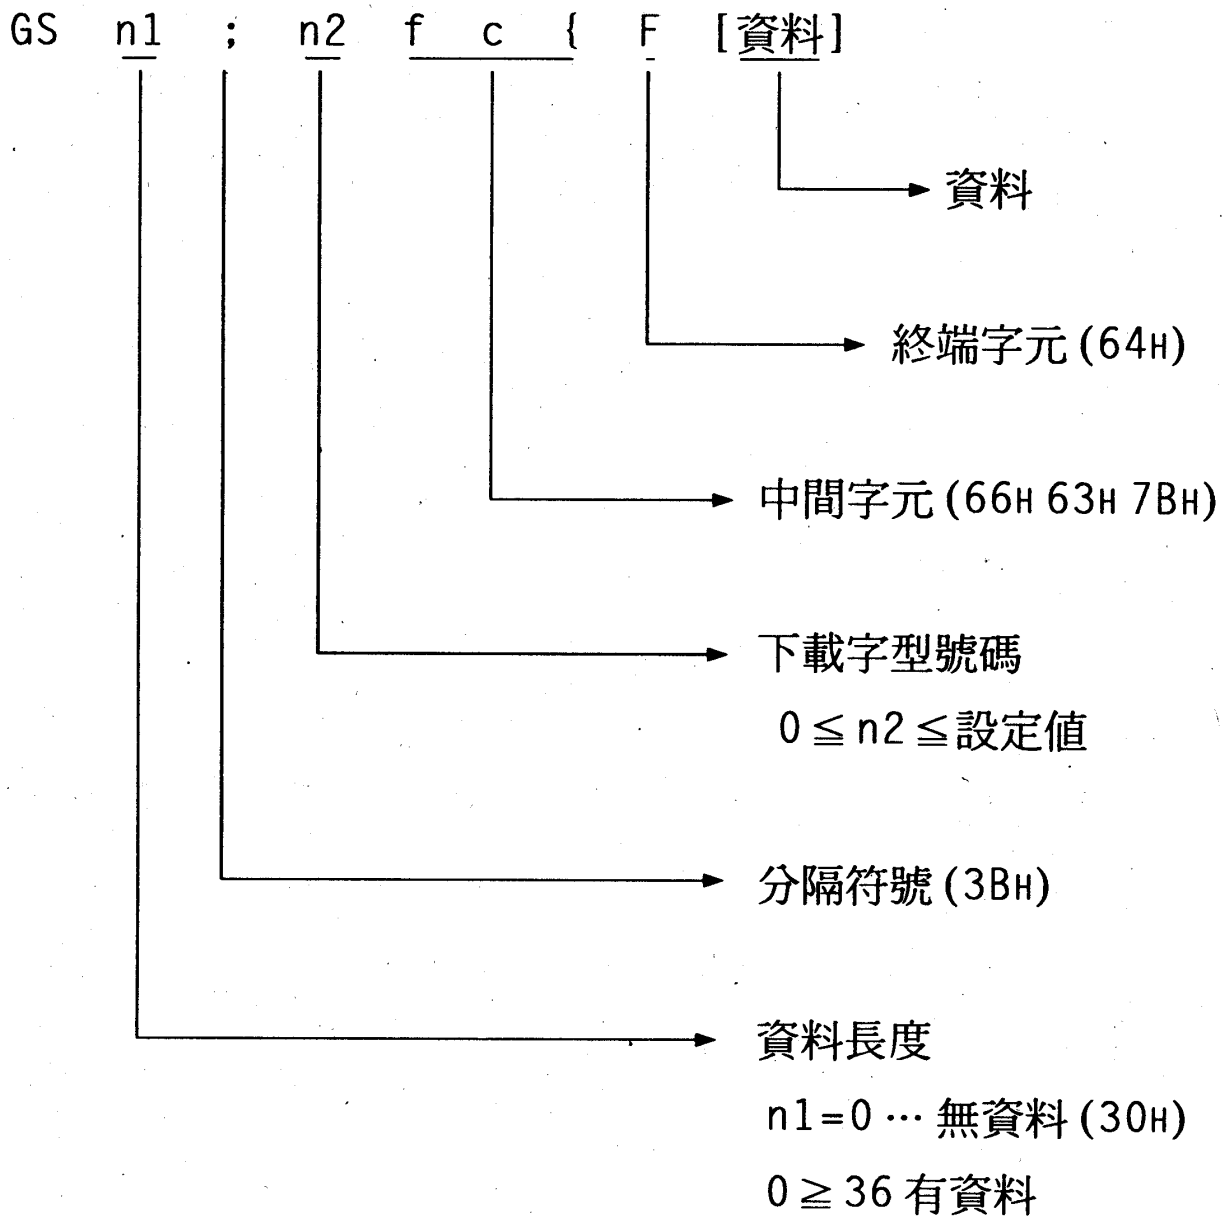 GS n1 ; n2 f c { F [資料]
資料
終端字元(64H)
中間字元(66H 63H 7BH)
下載字型號碼
0≦n2≦設定值
分隔符號(3BH)
資料長度
n1=0…無資料(30H)
0≧36有資料